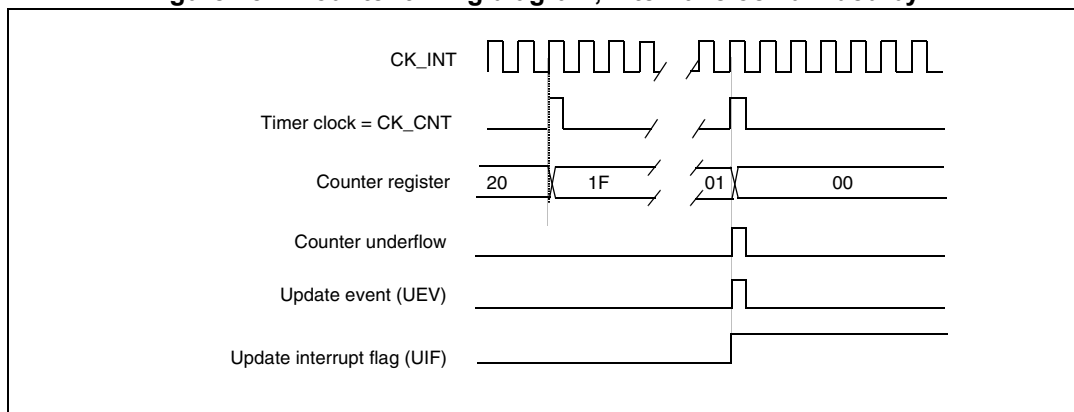 CK_INT
Timer clock = CK_CNT
Counter register 20 1F 01 00
Counter underflow
Update event (UEV)
Update interrupt flag (UIF)